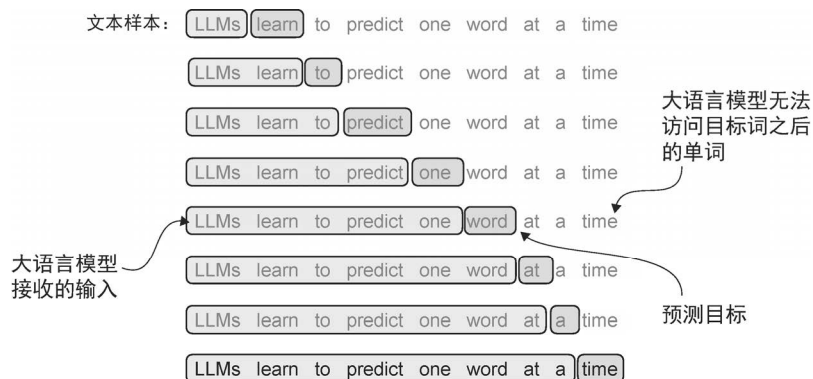 文本样本： LLMs learn to predict one word at a time
LLMs learn to predict one word at a time
LLMs learn to predict one word at a time
LLMs learn to predict one word at a time
LLMs learn to predict one word at a time
LLMs learn to predict one word at a time
LLMs learn to predict one word at a time
LLMs learn to predict one word at a time
大语言模型无法
访问目标词之后
的单词
大语言模型
接收的输入
预测目标